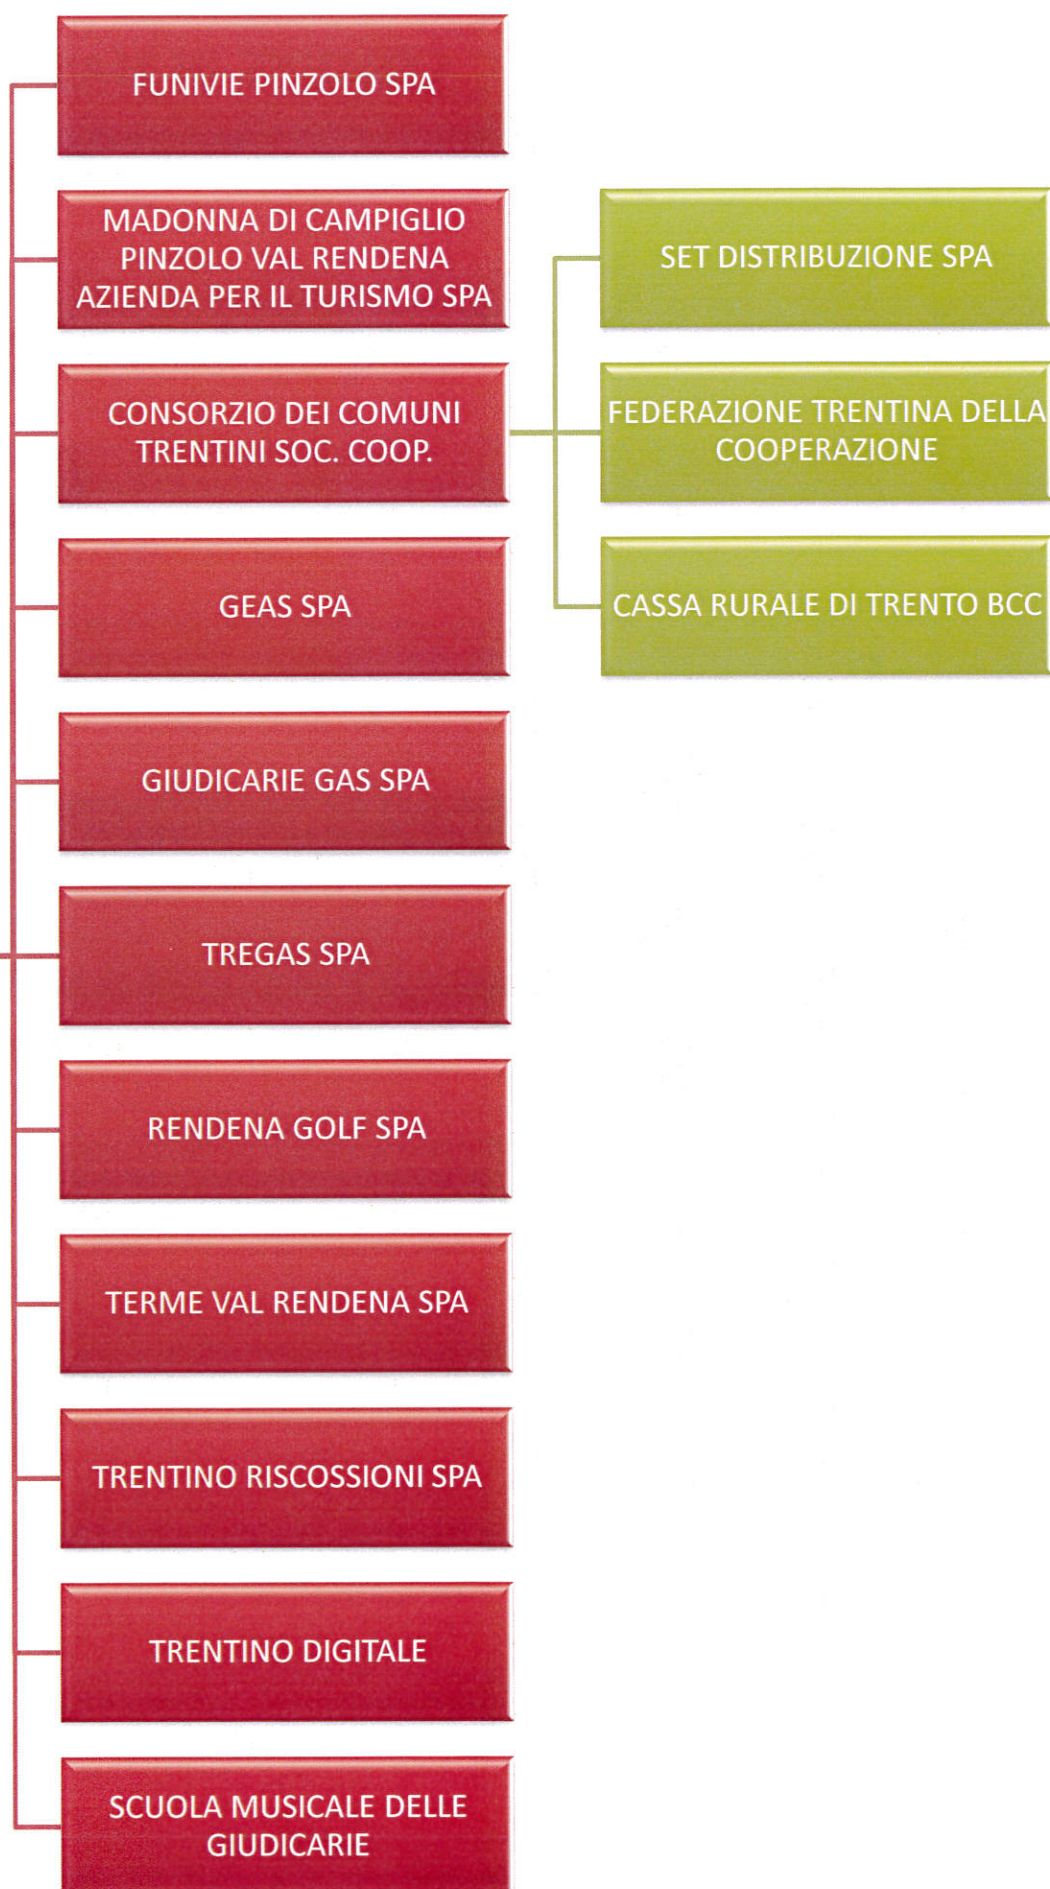 FUNIVIE PINZOLO SPA
MADONNA DI CAMPIGLIO
PINZOLO VAL RENDENA
AZIENDA PER IL TURISMO SPA
CONSORZIO DEI COMUNI
TRENTINI SOC. COOP.
GEAS SPA
GIUDICARIE GAS SPA
TREGAS SPA
RENDENA GOLF SPA
TERME VAL RENDENA SPA
TRENTINO RISCOSSIONI SPA
TRENTINO DIGITALE
SCUOLA MUSICALE DELLE
GIUDICARIE
SET DISTRIBUZIONE SPA
FEDERAZIONE TRENTINA DELLA
COOPERAZIONE
CASSA RURALE DI TRENTO BCC